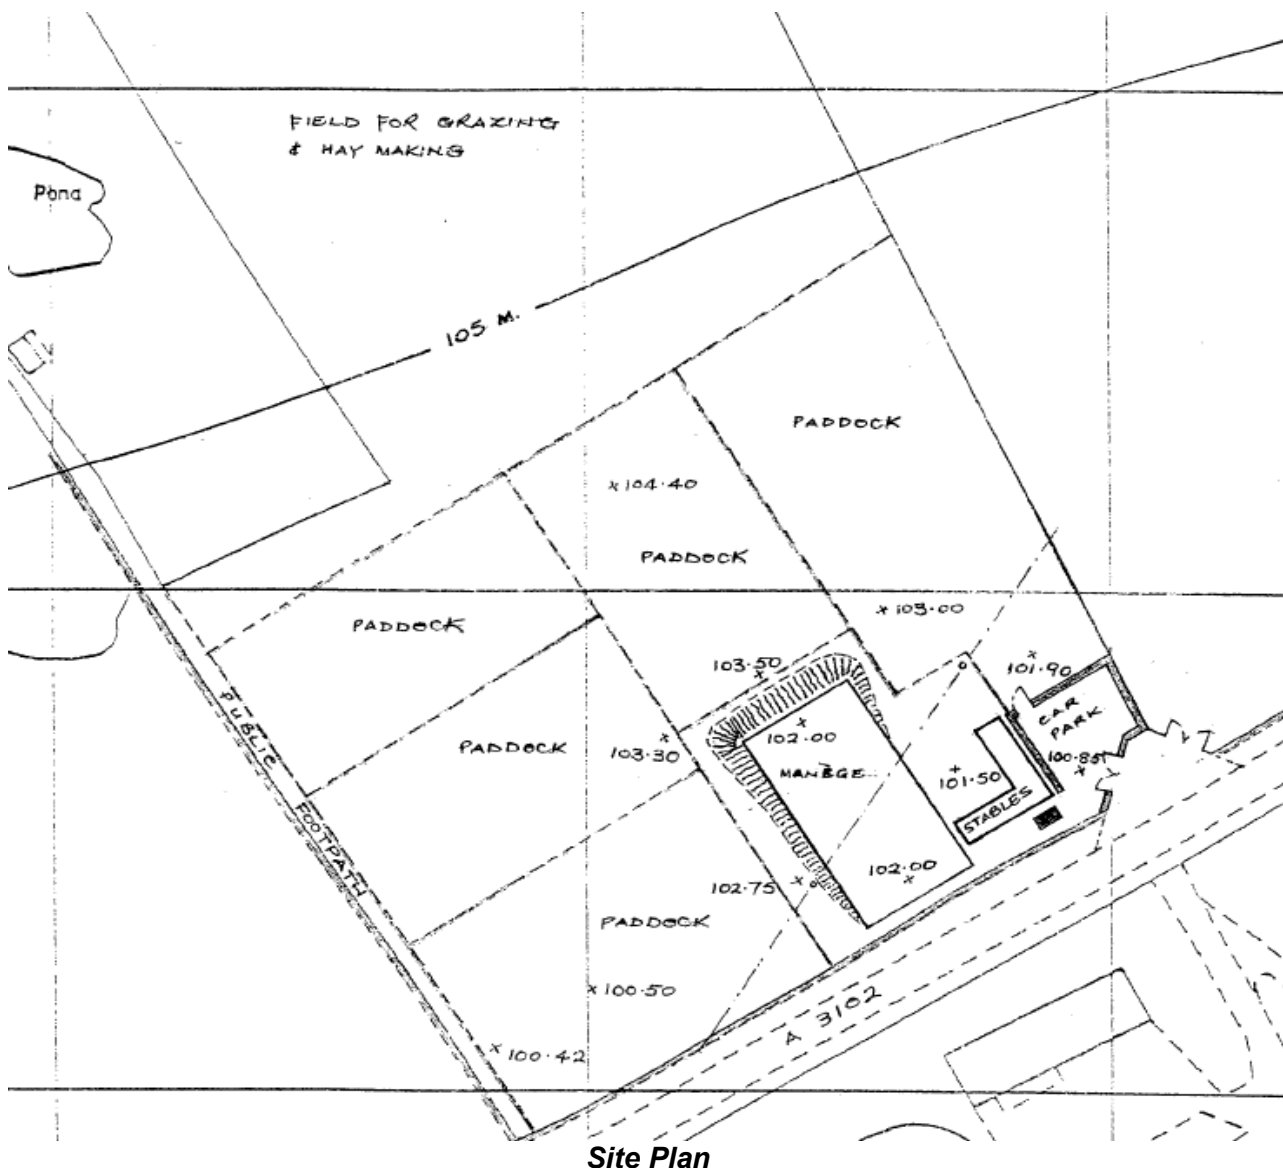 FIELD FOR GRAZING
& HAY MAKING
Pond
105 M.
PADDOCK
×104.40
PADDOCK
×103.00
PADDOCK
103.50
×
101.90
×
CAR
PARK
PUBLIC
FOOTPATH
PADDOCK
103.30
×
102.00
×
MANÈGE
101.50
+
100.85
×
STABLES
102.75 ×
102.00
×
PADDOCK
×100.50
A 3102
×100.42
Site Plan